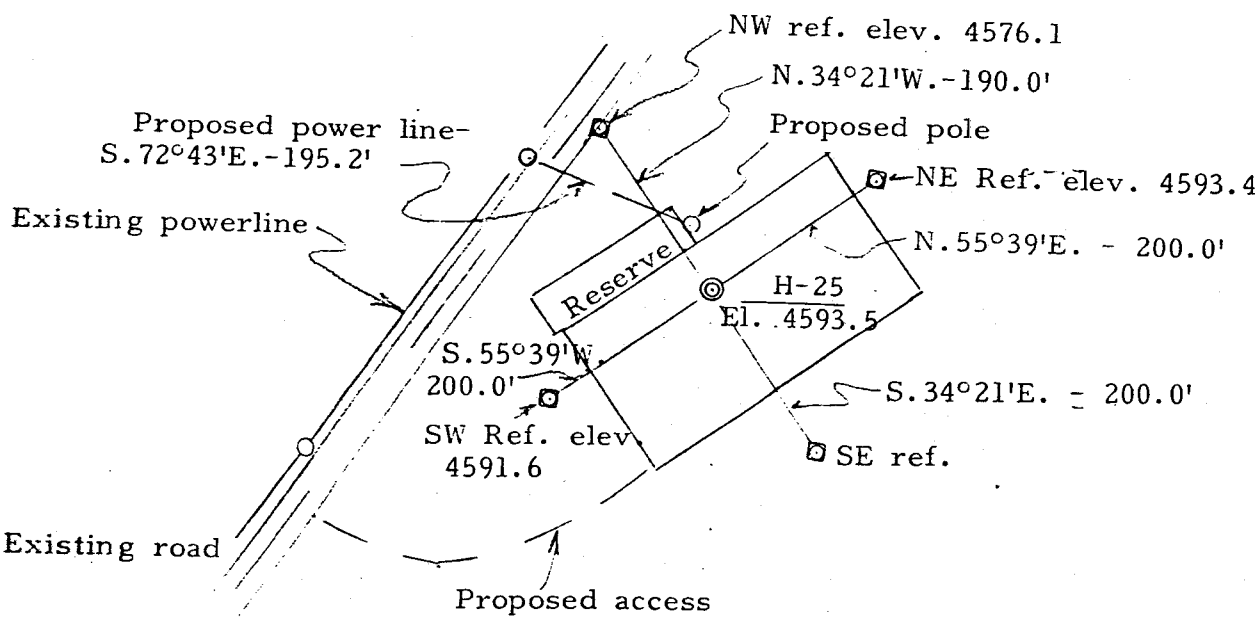 NW ref. elev. 4576.1
N.34°21'W.-190.0'
Proposed power line-
S.72°43'E.-195.2'
Proposed pole
NE Ref. elev. 4593.4
Existing powerline
N.55°39'E. - 200.0'
Reserve
H-25
El. 4593.5
S.55°39'W.
200.0'
S.34°21'E. - 200.0'
SW Ref. elev.
4591.6
SE ref.
Existing road
Proposed access